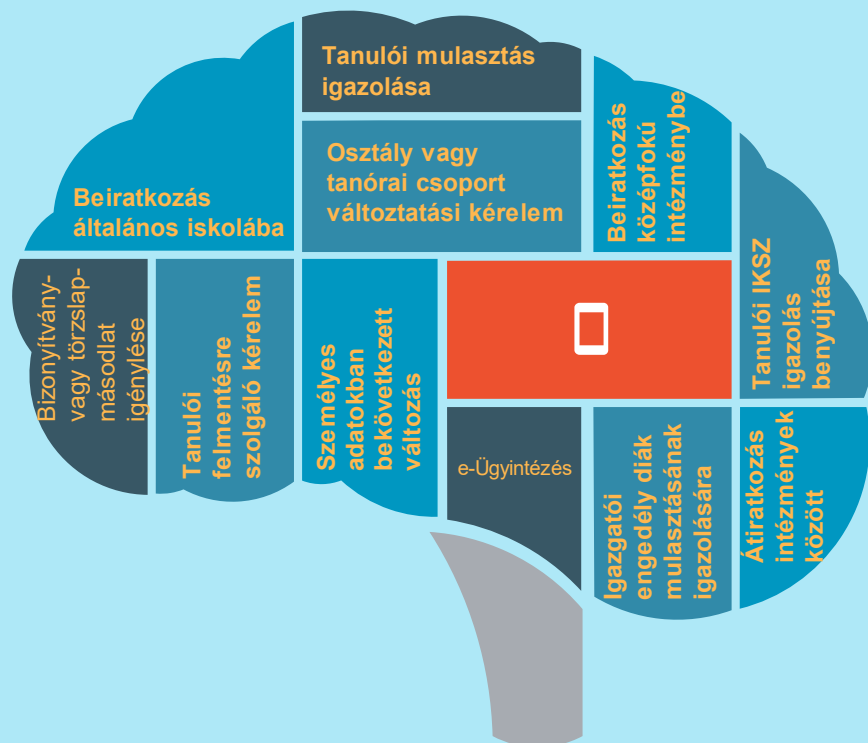 Tanulói mulasztás
igazolása
Osztály vagy
tanórai csoport
változtatási kérelem
Beiratkozás
középfokú
intézménybe
Beiratkozás
általános iskolába
Tanulói IKSZ
igazolás
benyújtása
Bizonyítvány-
vagy törzslap-
másodlat
igénylése
Tanulói
felmentésre
szolgáló kérelem
Személyes
adatokban
bekövetkezett
változás
e-Ügyintézés
Igazgatói
engedély diák
mulasztásának
igazolására
Átiratkozás
intézmények
között